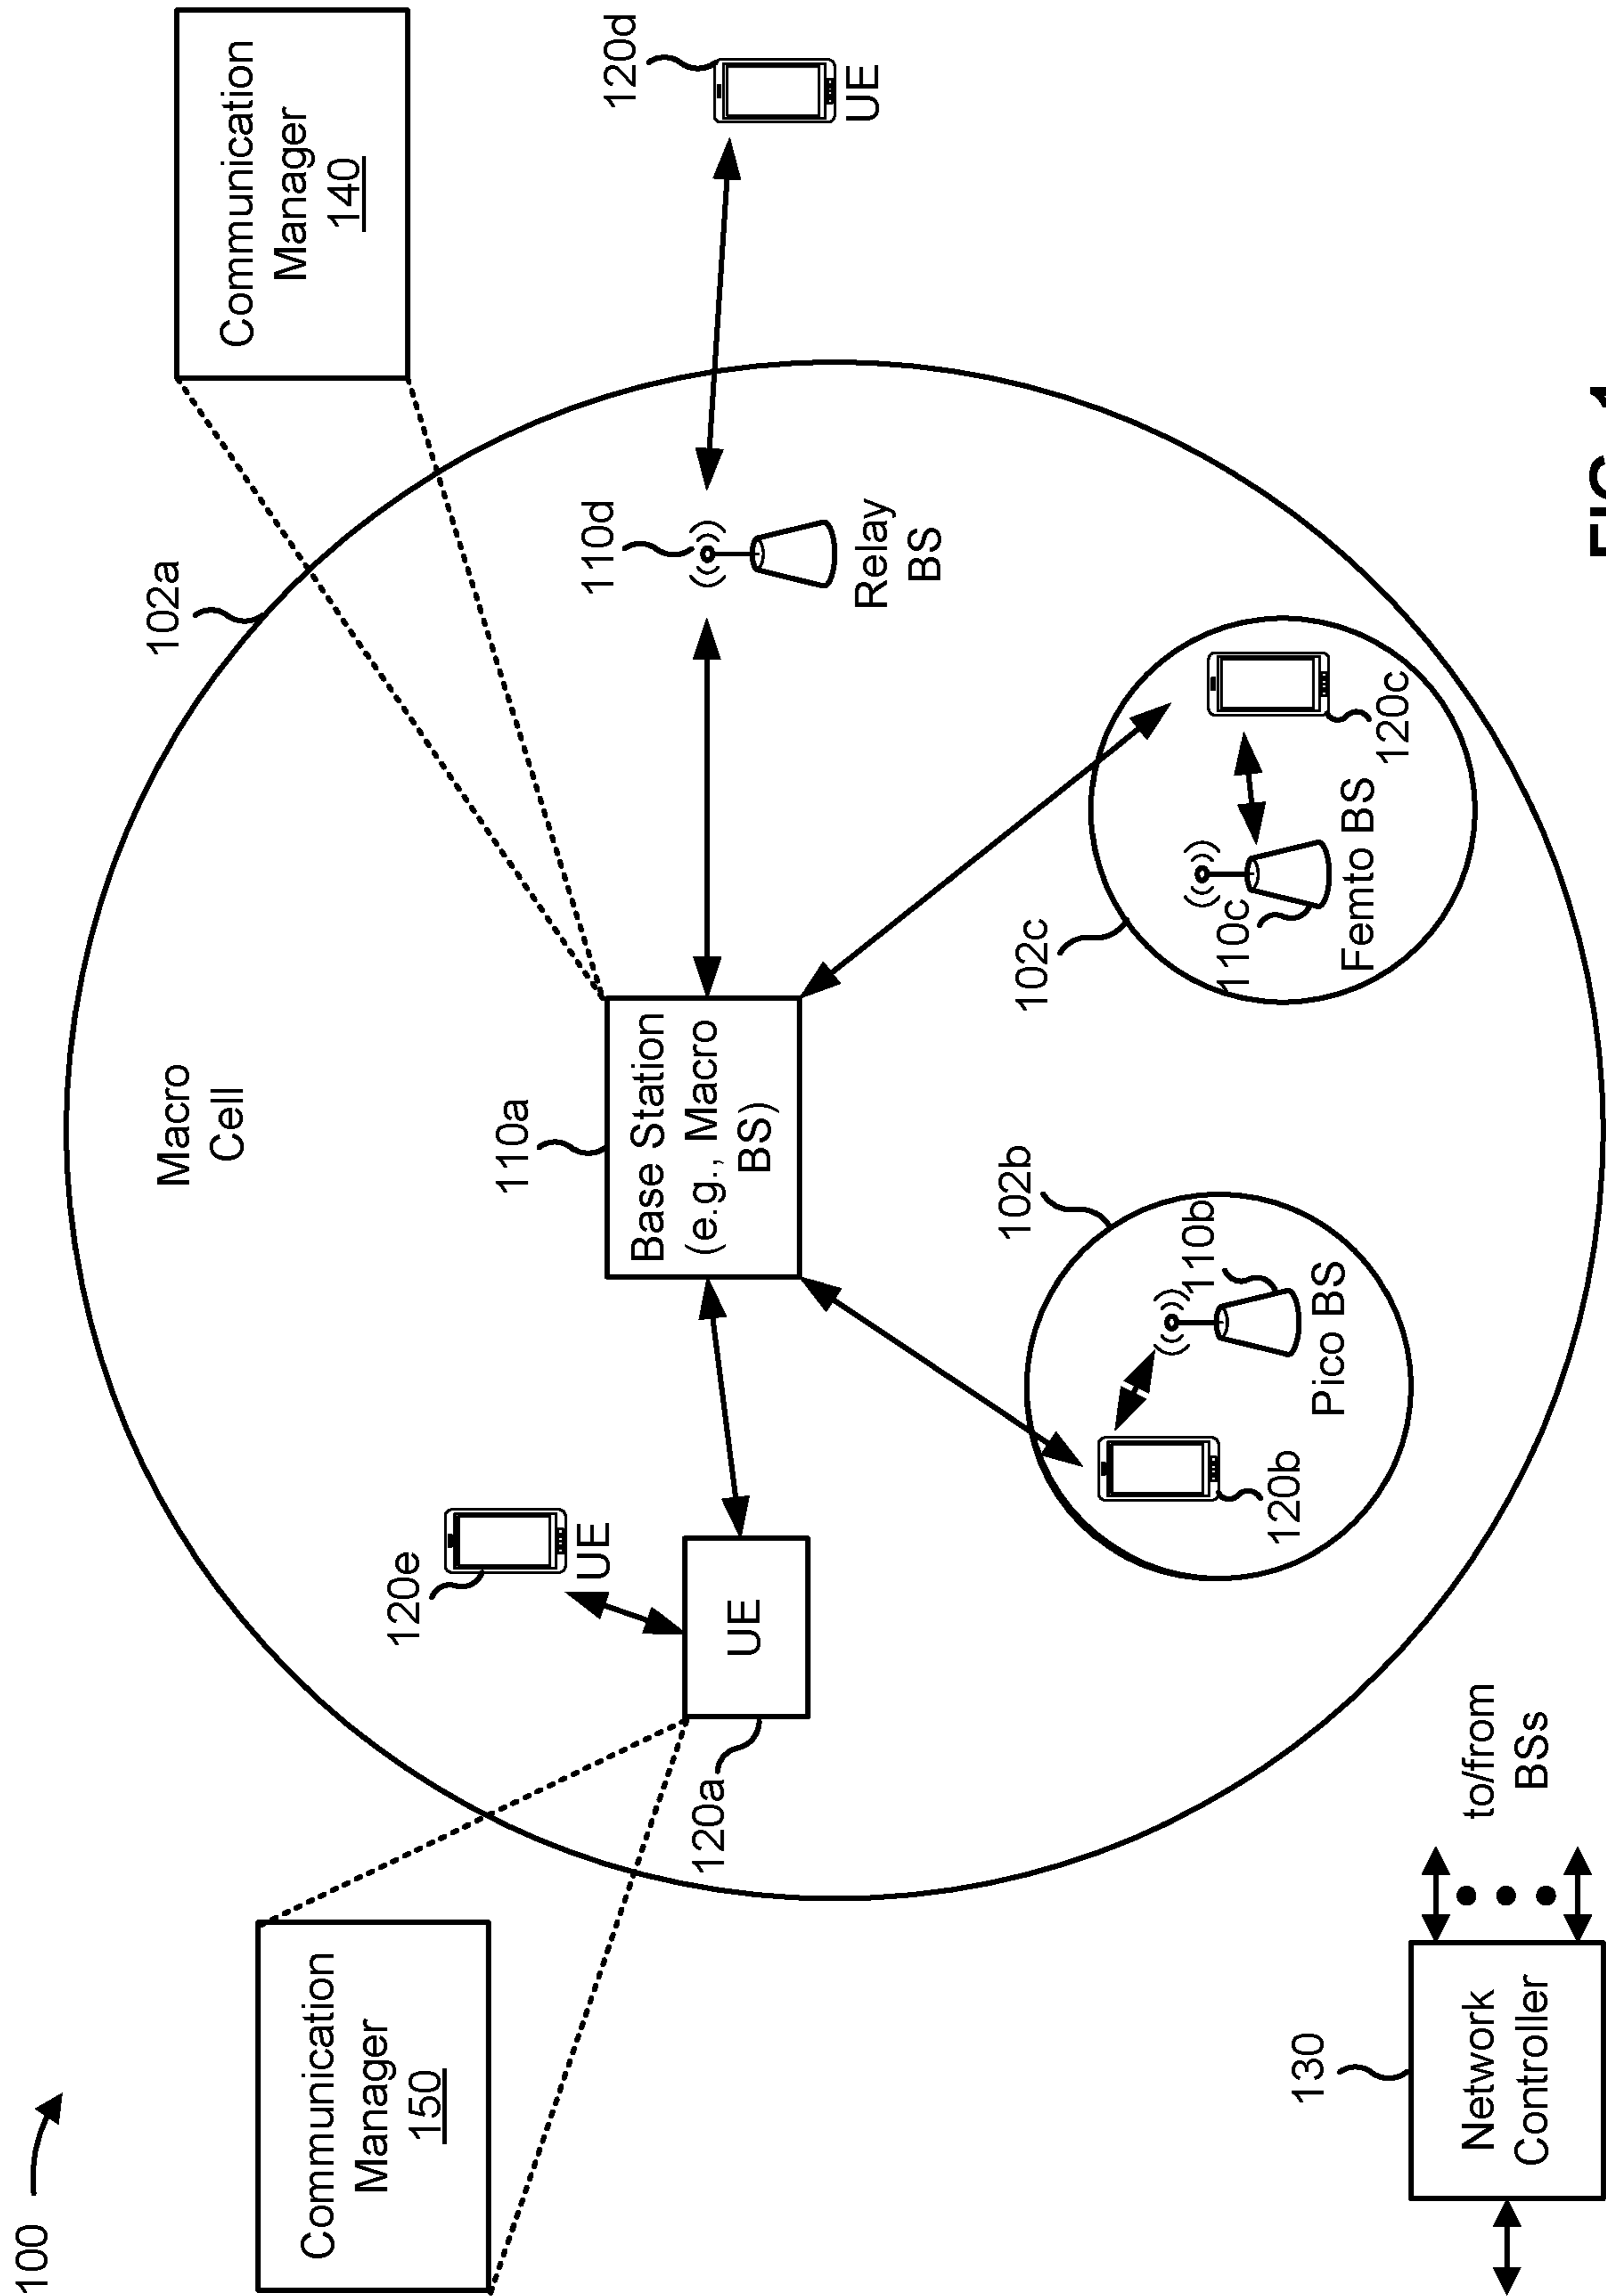 100
Communication
Manager
150
Macro
Cell
102a
Communication
Manager
140
120e
UE
120a
UE
110a
Base Station
(e.g., Macro
BS)
110d
Relay
BS
120d
UE
102b
110b
120b
Pico BS
102c
110c
120c
Femto BS
130
Network
Controller
to/from
BSs